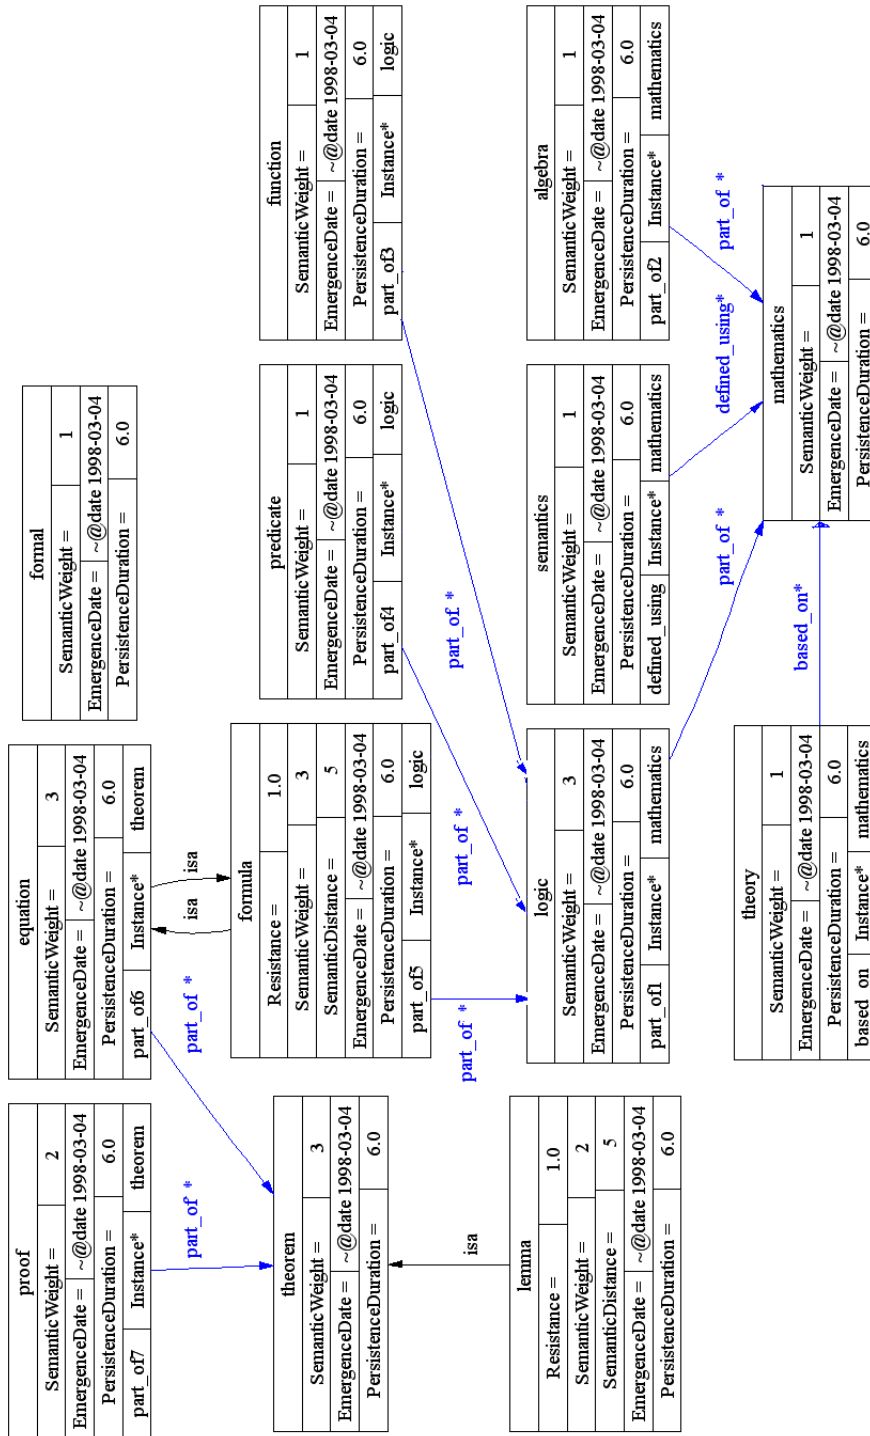 proof
SemanticWeight = 2
EmergenceDate = ~@date 1998-03-04
PersistenceDuration = 6.0
part_of7 Instance* theorem
equation
SemanticWeight = 3
EmergenceDate = ~@date 1998-03-04
PersistenceDuration = 6.0
part_of6 Instance* theorem
formal
SemanticWeight = 1
EmergenceDate = ~@date 1998-03-04
PersistenceDuration = 6.0
part_of *
part_of *
isa
isa
theorem
SemanticWeight = 3
EmergenceDate = ~@date 1998-03-04
PersistenceDuration = 6.0
formula
Resistance = 1.0
SemanticWeight = 3
SemanticDistance = 5
EmergenceDate = ~@date 1998-03-04
PersistenceDuration = 6.0
part_of5 Instance* logic
predicate
SemanticWeight = 1
EmergenceDate = ~@date 1998-03-04
PersistenceDuration = 6.0
part_of4 Instance* logic
function
SemanticWeight = 1
EmergenceDate = ~@date 1998-03-04
PersistenceDuration = 6.0
part_of3 Instance* logic
isa
part_of *
part_of *
part_of *
lemma
Resistance = 1.0
SemanticWeight = 2
SemanticDistance = 5
EmergenceDate = ~@date 1998-03-04
PersistenceDuration = 6.0
logic
SemanticWeight = 3
EmergenceDate = ~@date 1998-03-04
PersistenceDuration = 6.0
part_of1 Instance* mathematics
semantics
SemanticWeight = 1
EmergenceDate = ~@date 1998-03-04
PersistenceDuration = 6.0
defined_using Instance* mathematics
algebra
SemanticWeight = 1
EmergenceDate = ~@date 1998-03-04
PersistenceDuration = 6.0
part_of2 Instance* mathematics
part_of *
defined_using*
part_of *
theory
SemanticWeight = 1
EmergenceDate = ~@date 1998-03-04
PersistenceDuration = 6.0
based_on Instance* mathematics
based_on*
mathematics
SemanticWeight = 1
EmergenceDate = ~@date 1998-03-04
PersistenceDuration = 6.0